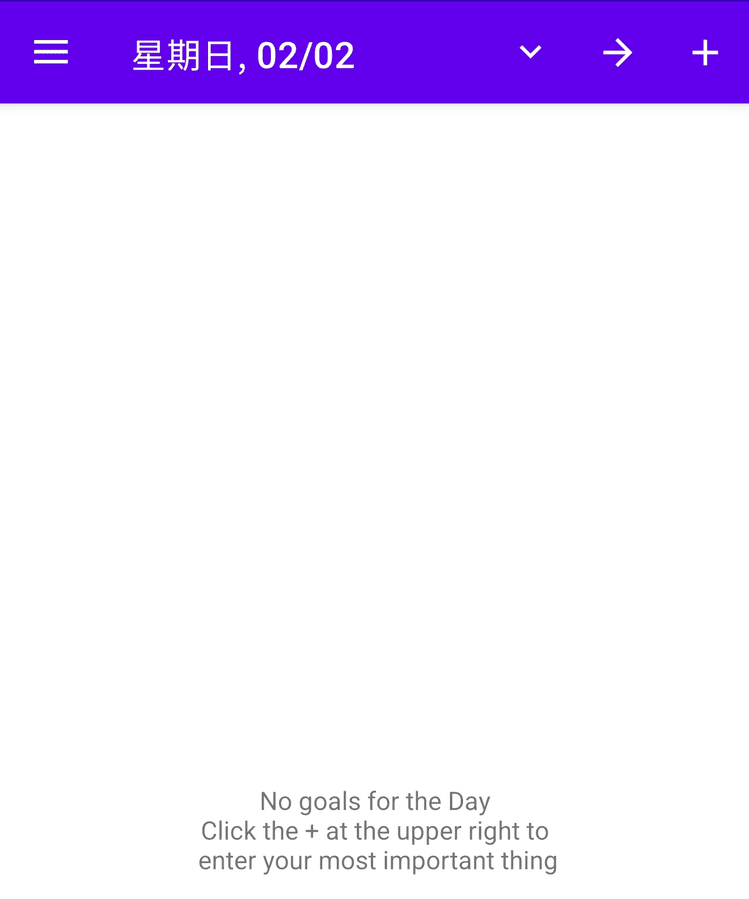 星期日, 02/02
No goals for the Day
Click the + at the upper right to
enter your most important thing